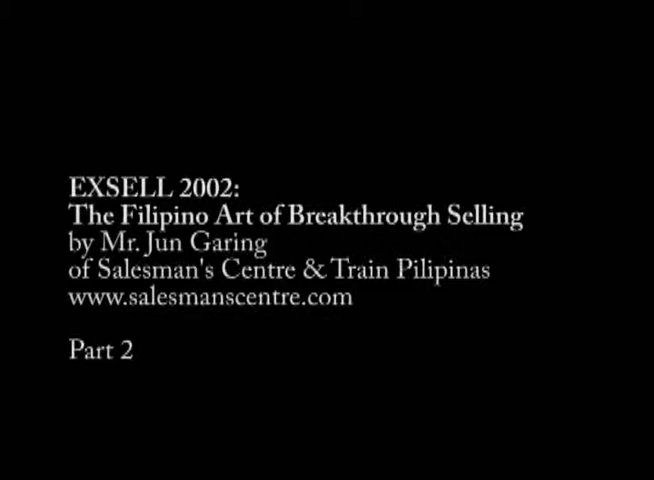 EXSELL 2002:
The Filipino Art of Breakthrough Selling
by Mr. Jun Garing
of Salesman's Centre & Train Pilipinas
www.salesmanscentre.com
Part 2